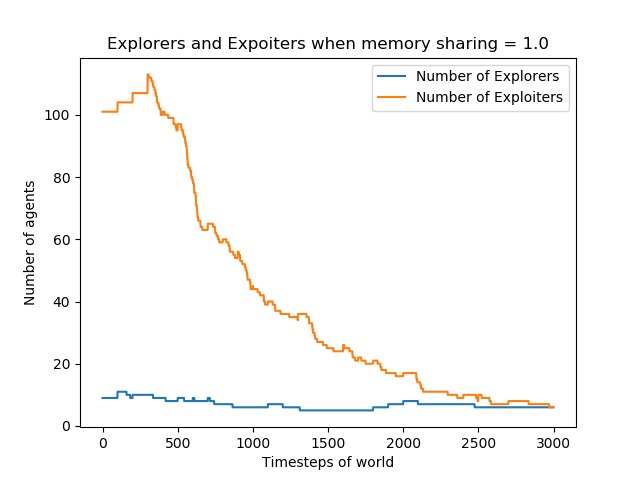 Explorers and Expoiters when memory sharing = 1.0
Number of Explorers
Number of Exploiters
Number of agents
100
80
60
40
20
0
0 500 1000 1500 2000 2500 3000
Timesteps of world